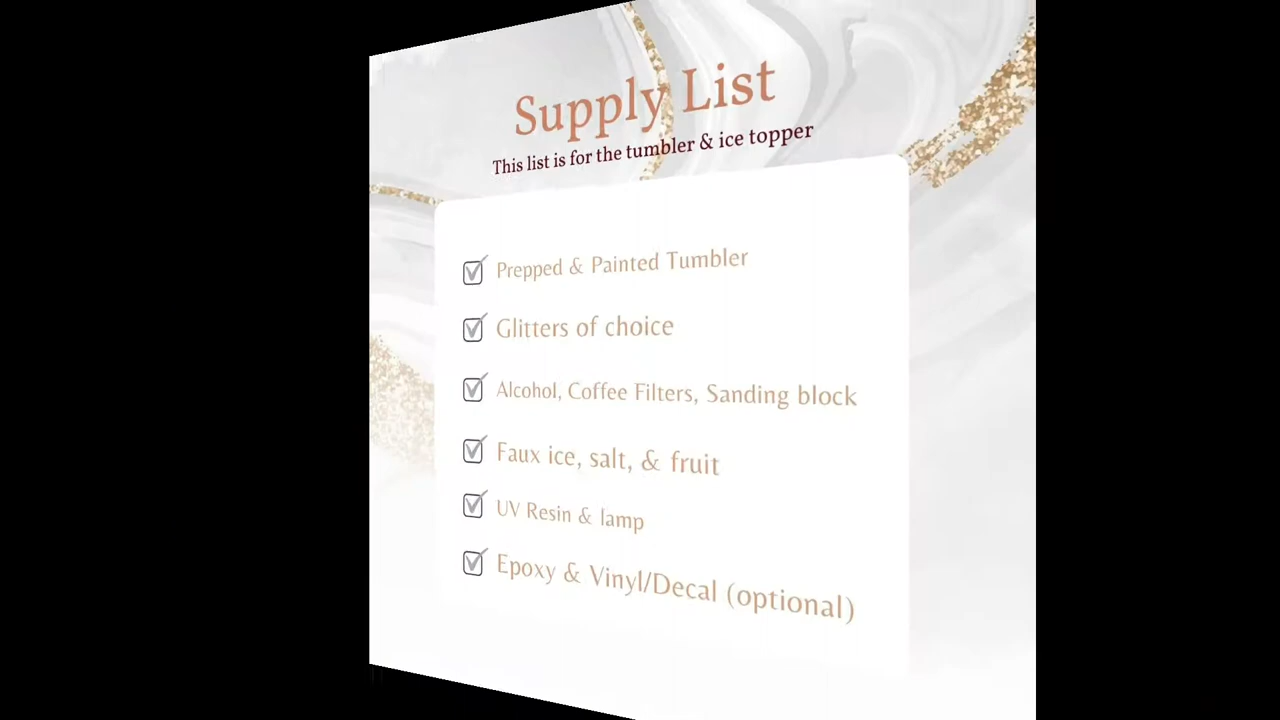 Supply List
This list is for the tumbler & ice topper
Prepped & Painted Tumbler
Glitters of choice
Alcohol, Coffee Filters, Sanding block
Faux ice, salt, & fruit
UV Resin & lamp
Epoxy & Vinyl/Decal (optional)